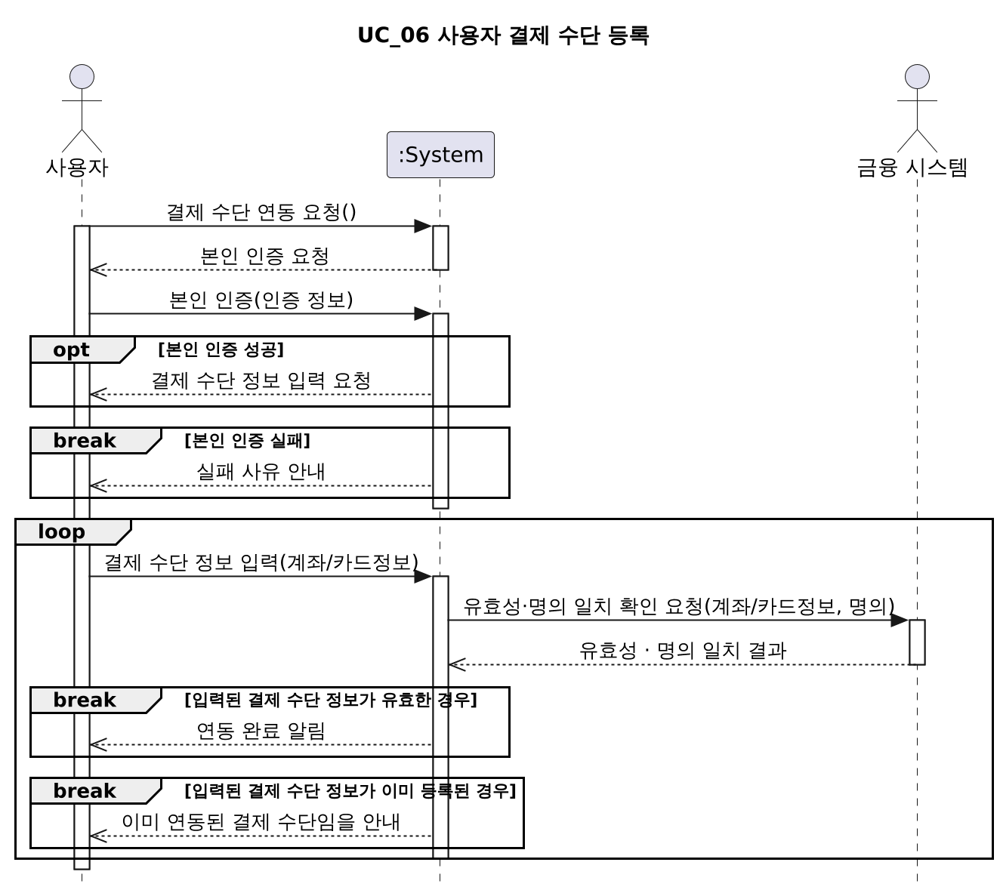 UC_06 사용자 결제 수단 등록
사용자
:System
금융 시스템
결제 수단 연동 요청()
본인 인증 요청
본인 인증(인증 정보)
opt [본인 인증 성공]
결제 수단 정보 입력 요청
break [본인 인증 실패]
실패 사유 안내
loop
결제 수단 정보 입력(계좌/카드정보)
유효성·명의 일치 확인 요청(계좌/카드정보, 명의)
유효성 · 명의 일치 결과
break [입력된 결제 수단 정보가 유효한 경우]
연동 완료 알림
break [입력된 결제 수단 정보가 이미 등록된 경우]
이미 연동된 결제 수단임을 안내